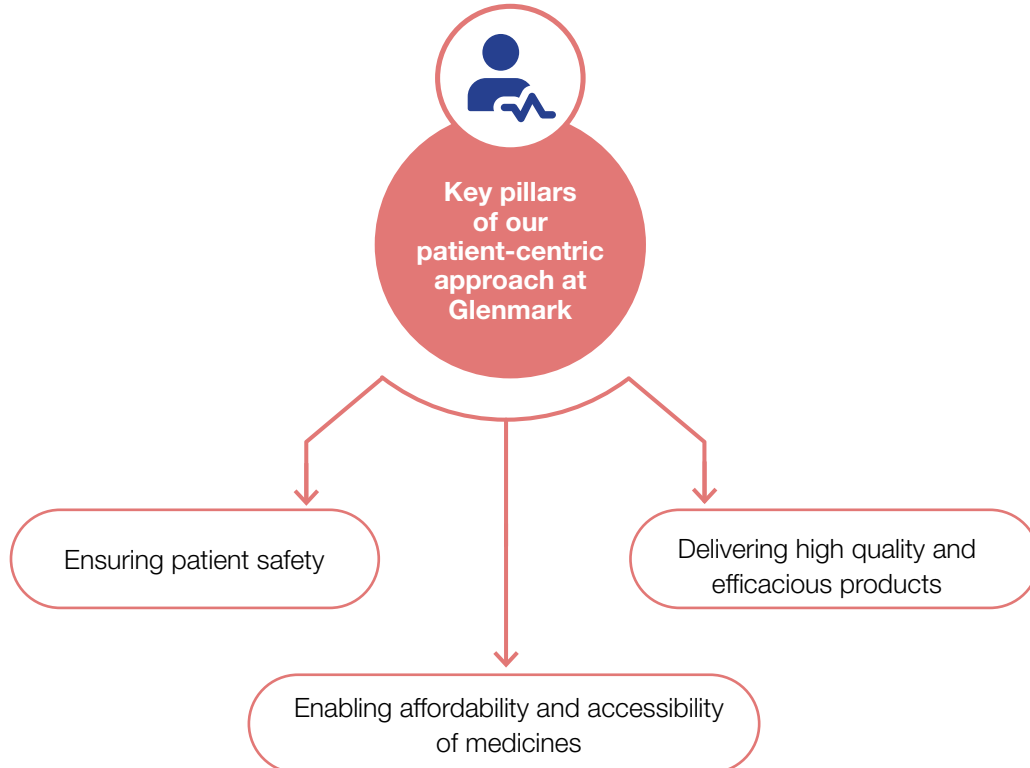 Key pillars
of our
patient-centric
approach at
Glenmark
Ensuring patient safety
Delivering high quality and
efficacious products
Enabling affordability and accessibility
of medicines